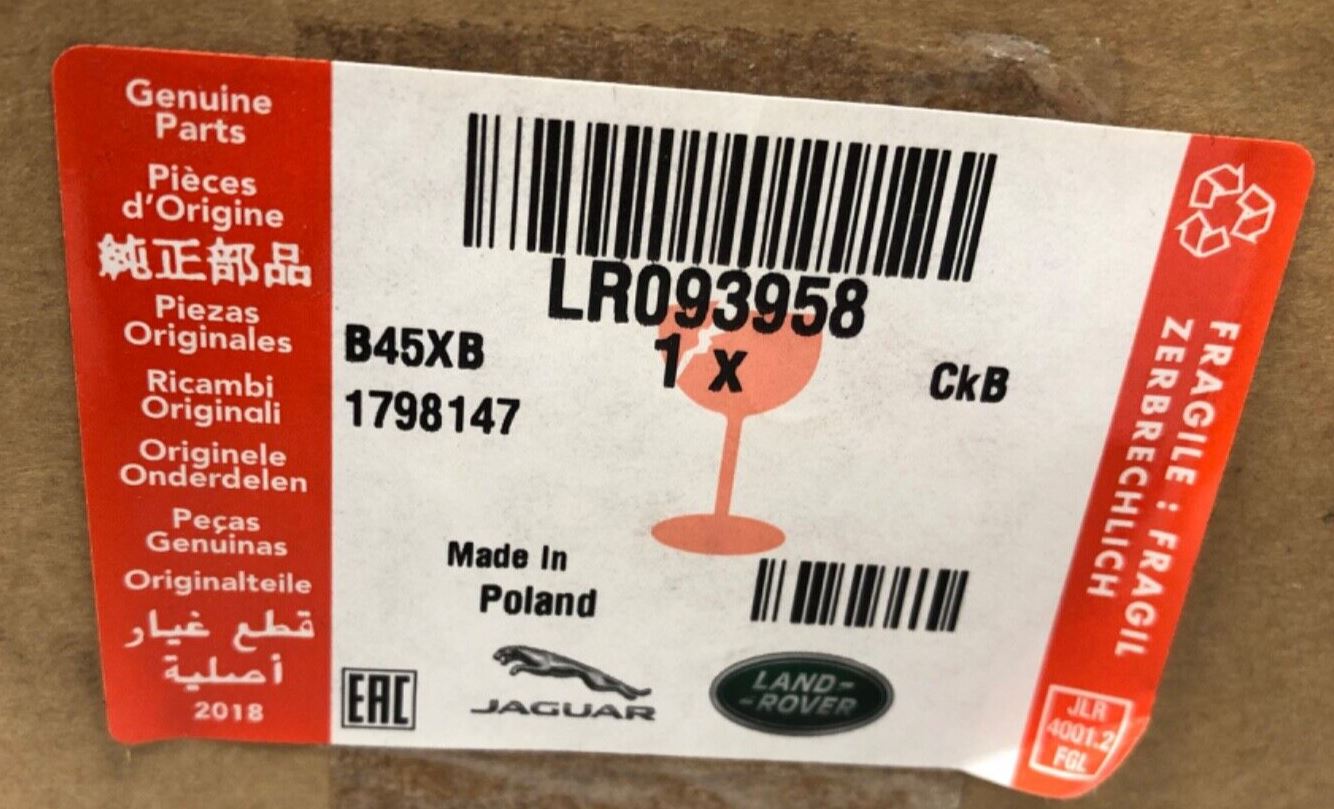 Genuine
Parts
Pièces
d'Origine
純正部品
Piezas
Originales
Ricambi
Originali
Originele
Onderdelen
Peças
Genuinas
Originalteile
قطع غيار
أصلية
2018
LR093958
1 x
B45XB
CkB
1798147
Made In
Poland
EAC
JAGUAR
LAND-
-ROVER
FRAGILE : FRAGIL
ZERBRECHLICH
JLR
4001.2
FGL